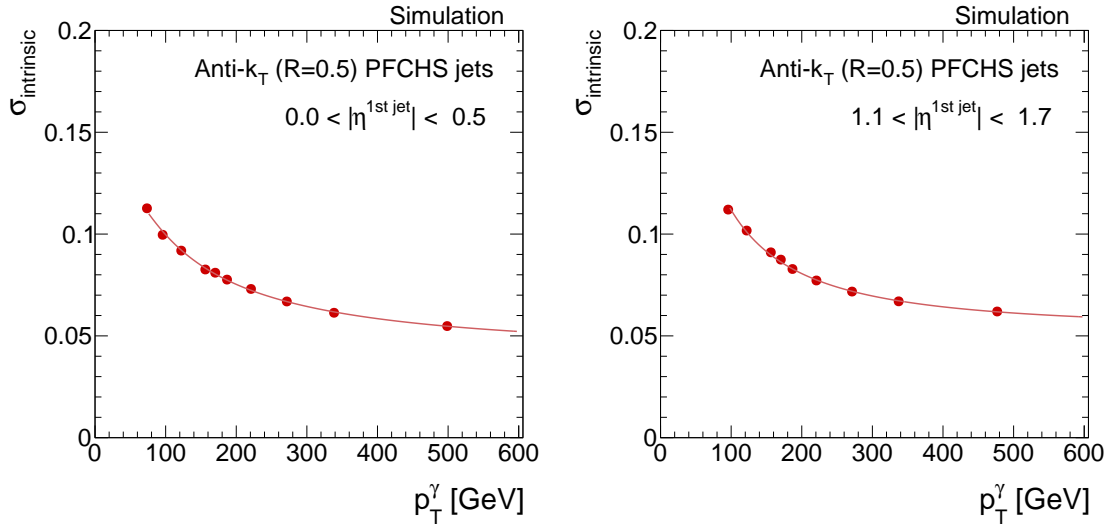 Simulation
σintrinsic
0.2
0.15
0.1
0.05
0
Anti-kT (R=0.5) PFCHS jets
0.0 < |η1st jet| < 0.5
0 100 200 300 400 500 600
pTγ [GeV]
Simulation
σintrinsic
0.2
0.15
0.1
0.05
0
Anti-kT (R=0.5) PFCHS jets
1.1 < |η1st jet| < 1.7
0 100 200 300 400 500 600
pTγ [GeV]